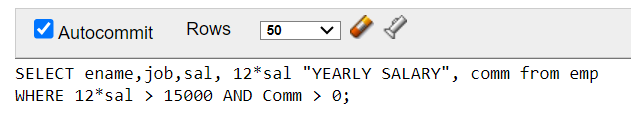 Autocommit Rows 50
SELECT ename,job,sal, 12*sal "YEARLY SALARY", comm from emp
WHERE 12*sal > 15000 AND Comm > 0;